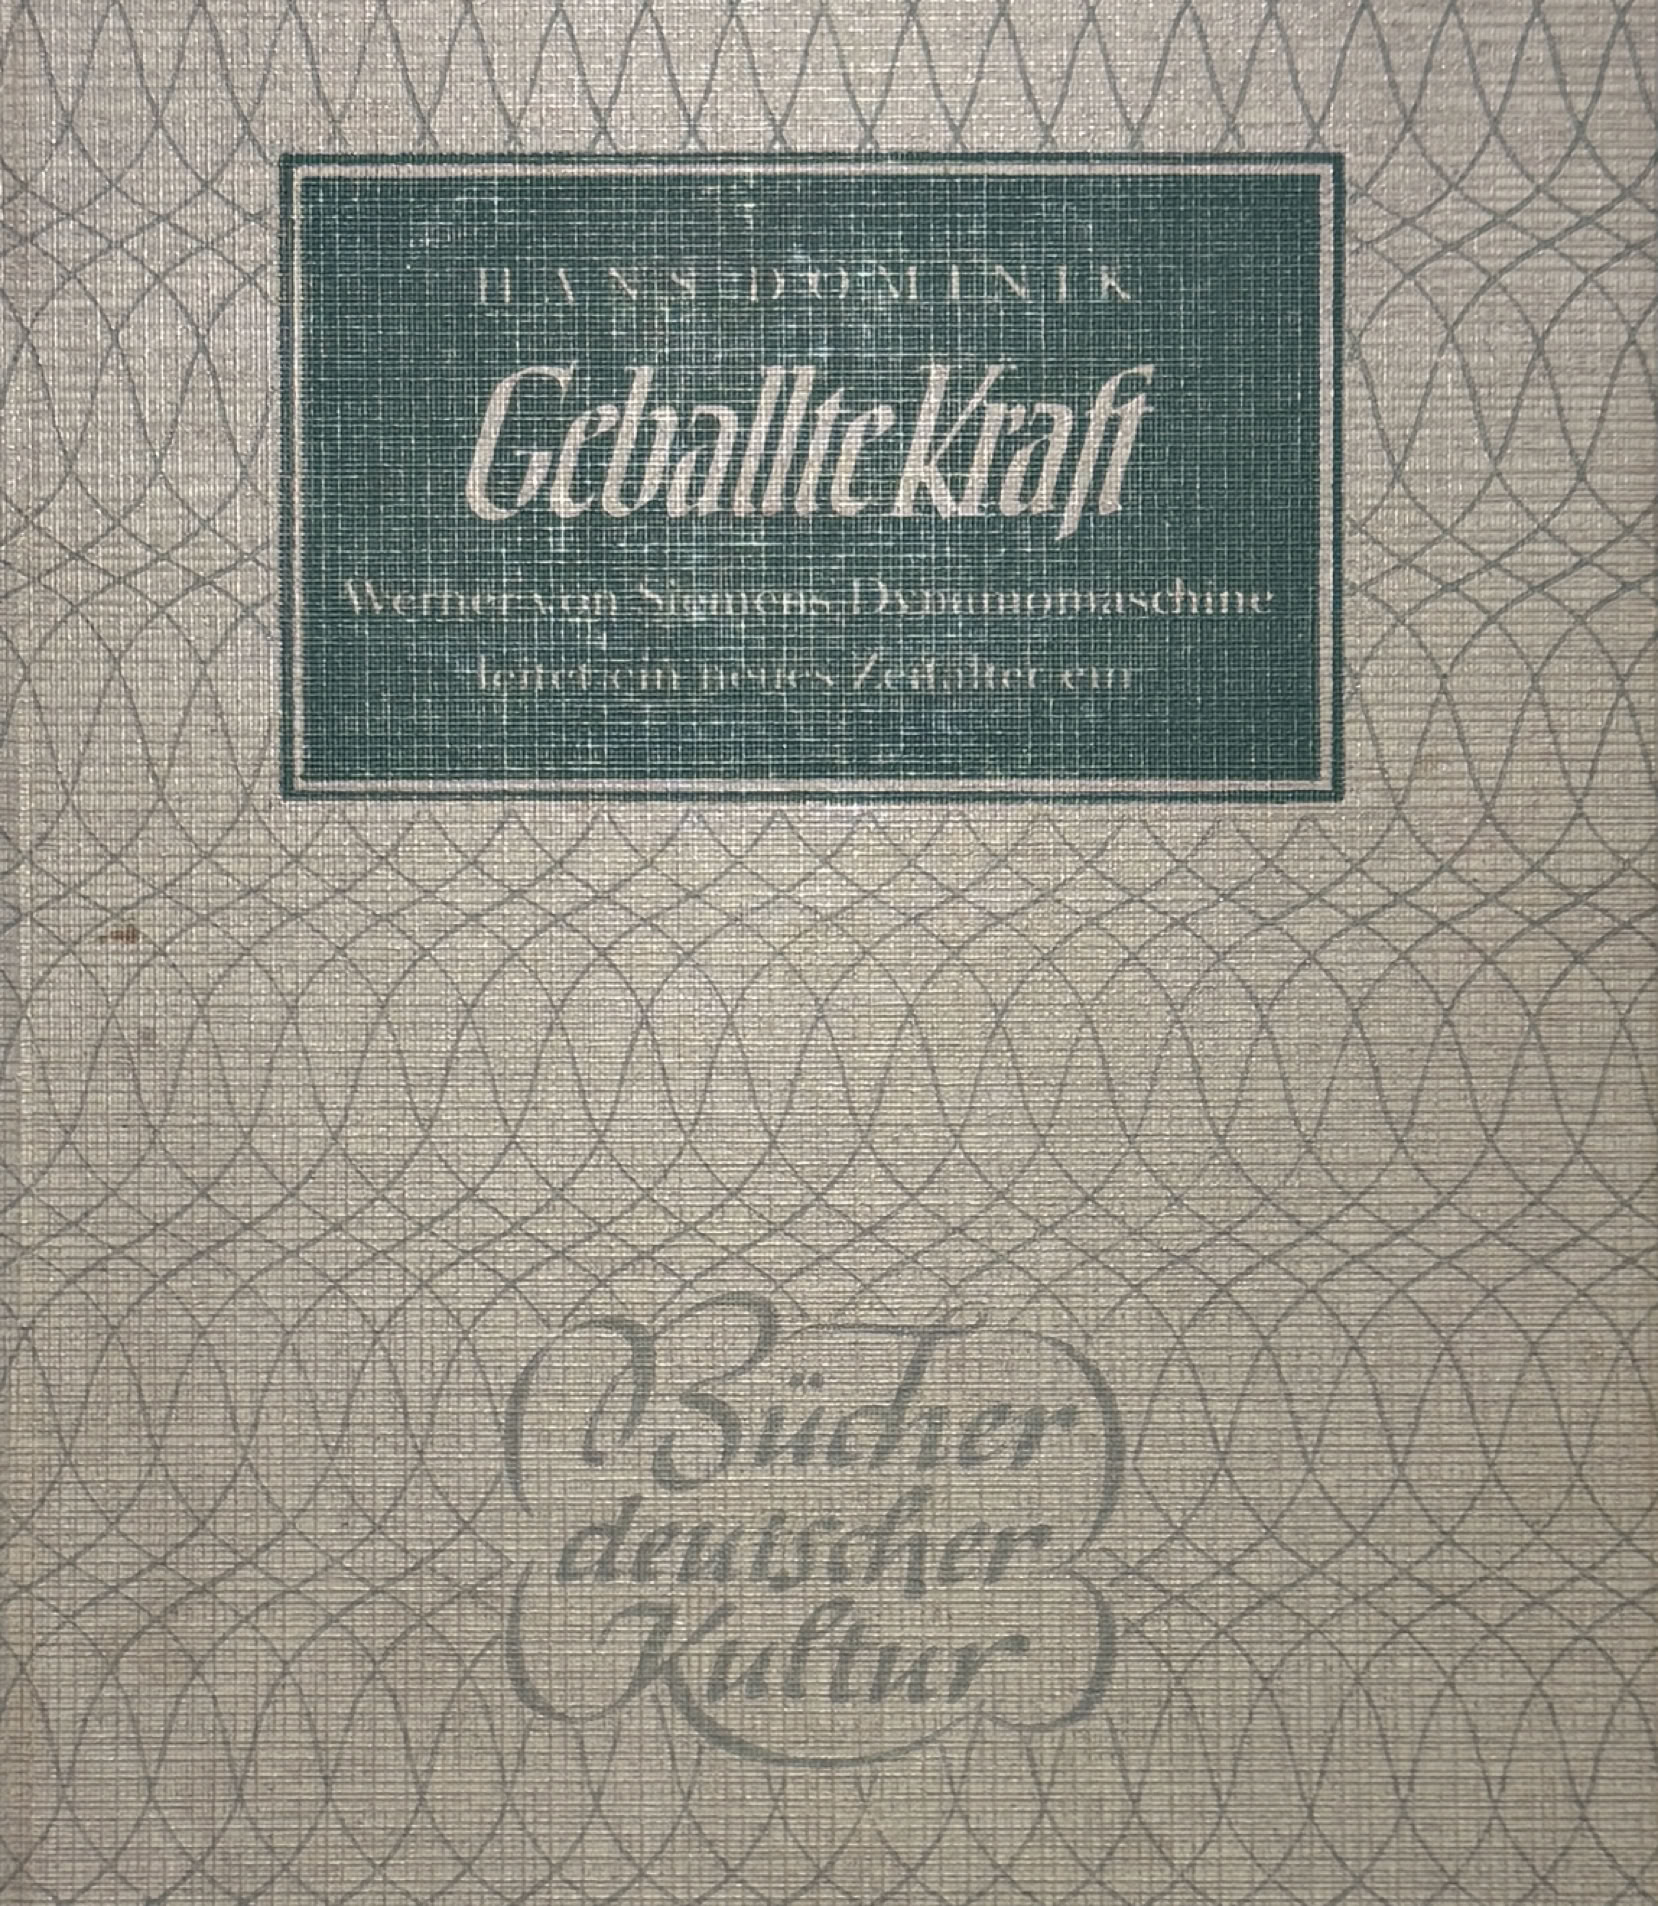 HANS DOMINIK
Geballte Kraft
Werner von Siemens Dynamomaschine
leitet ein neues Zeitalter ein
Bücher
deutscher
Kultur